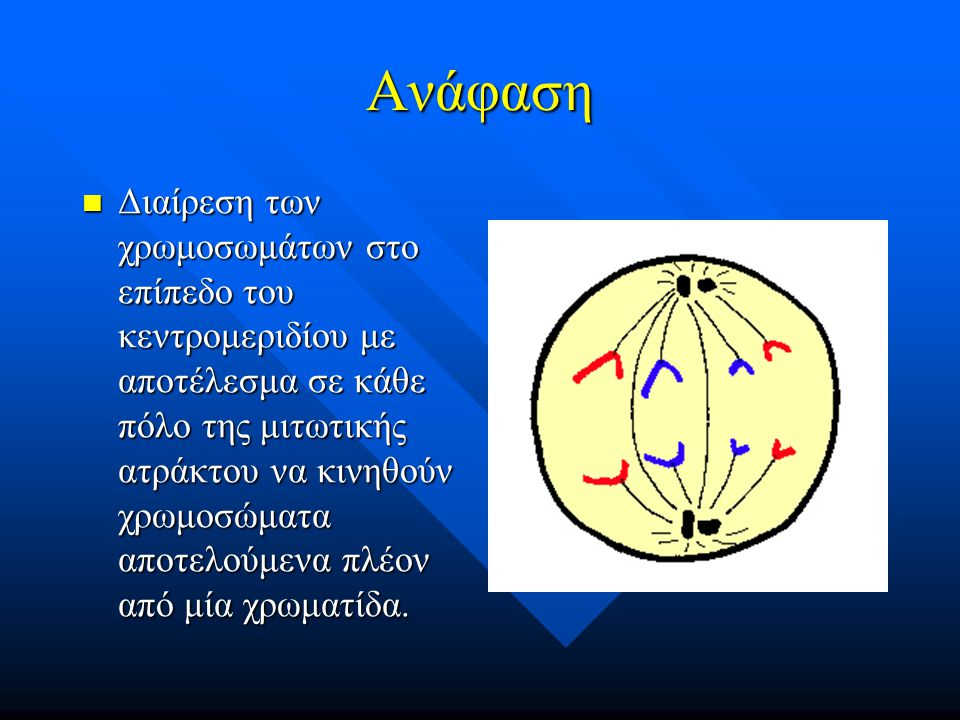 Ανάφαση
Διαίρεση των
χρωμοσωμάτων στο
επίπεδο του
κεντρομεριδίου με
αποτέλεσμα σε κάθε
πόλο της μιτωτικής
ατράκτου να κινηθούν
χρωμοσώματα
αποτελούμενα πλέον
από μία χρωματίδα.